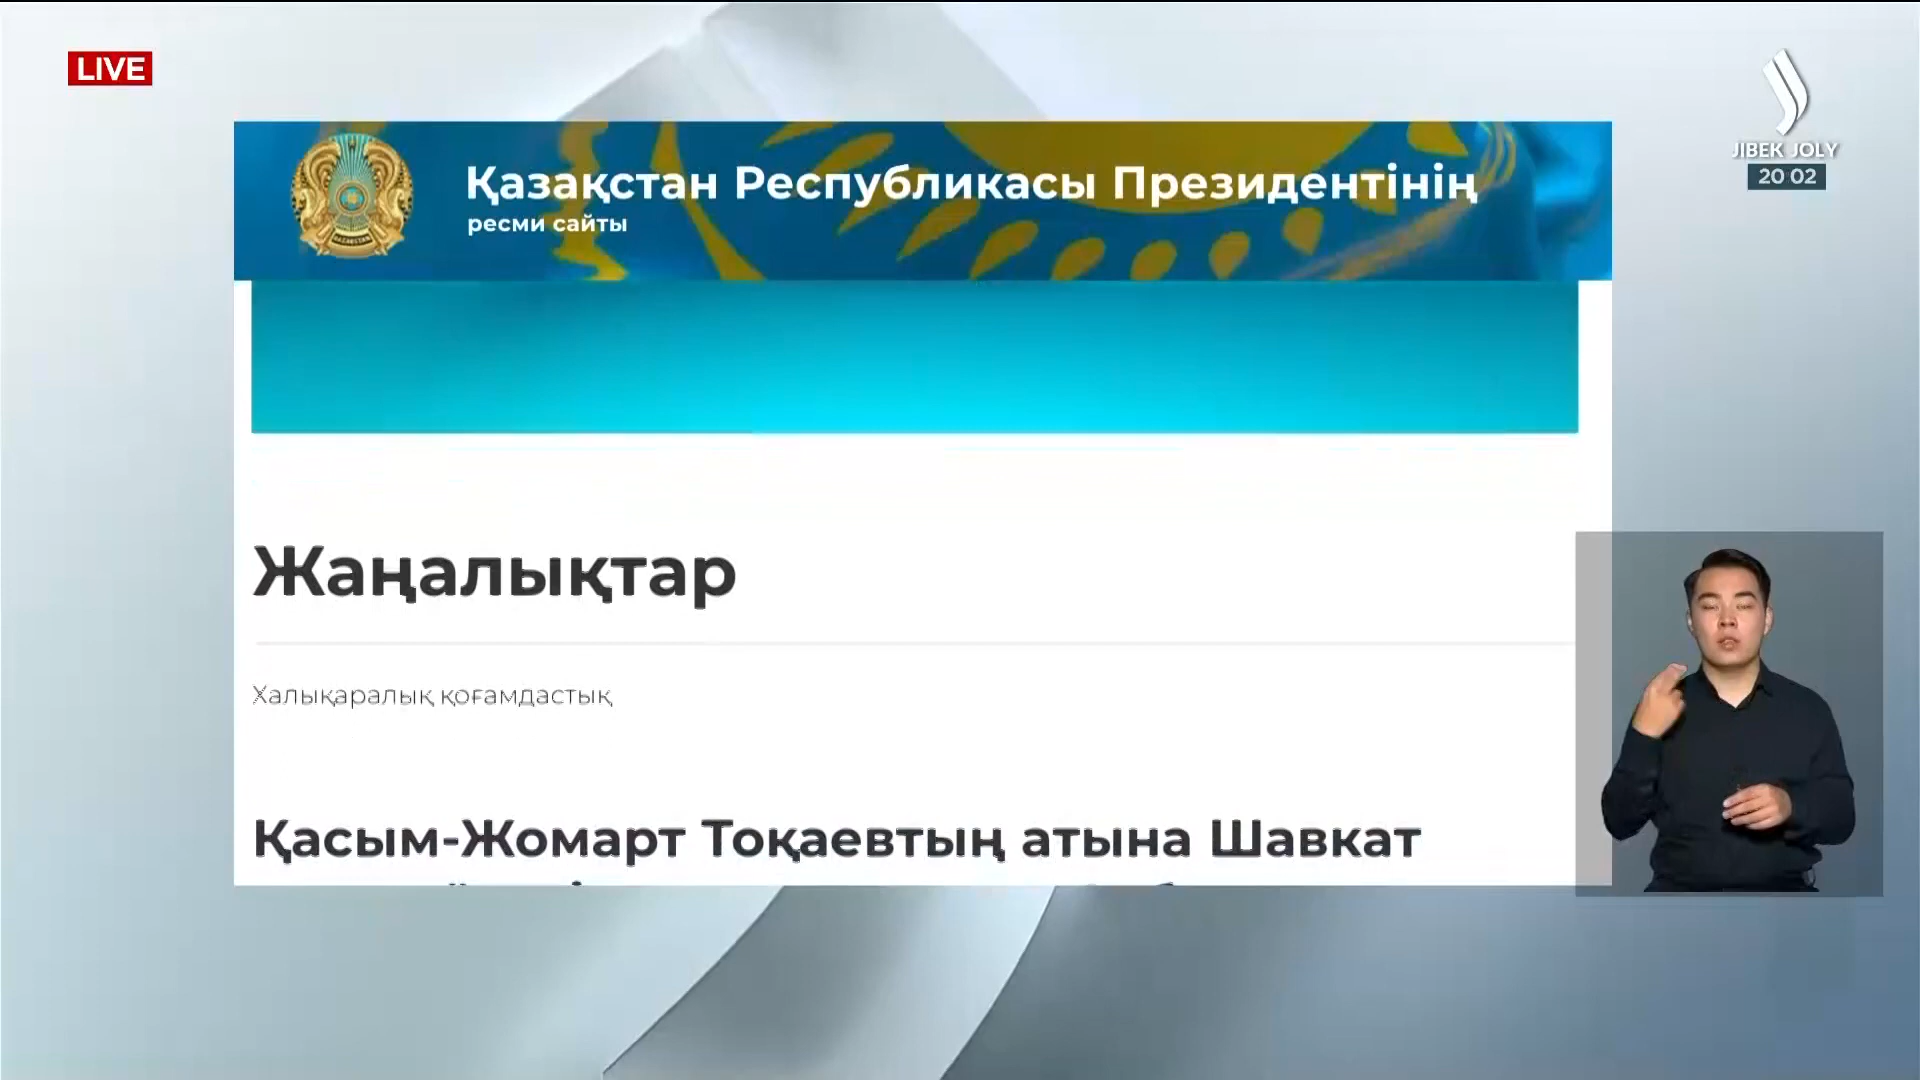 LIVE
JIBEK JOLY
20 02
Қазақстан Республикасы Президентінің
ресми сайты
Жаңалықтар
Халықаралық қоғамдастық
Қасым-Жомарт Тоқаевтың атына Шавкат